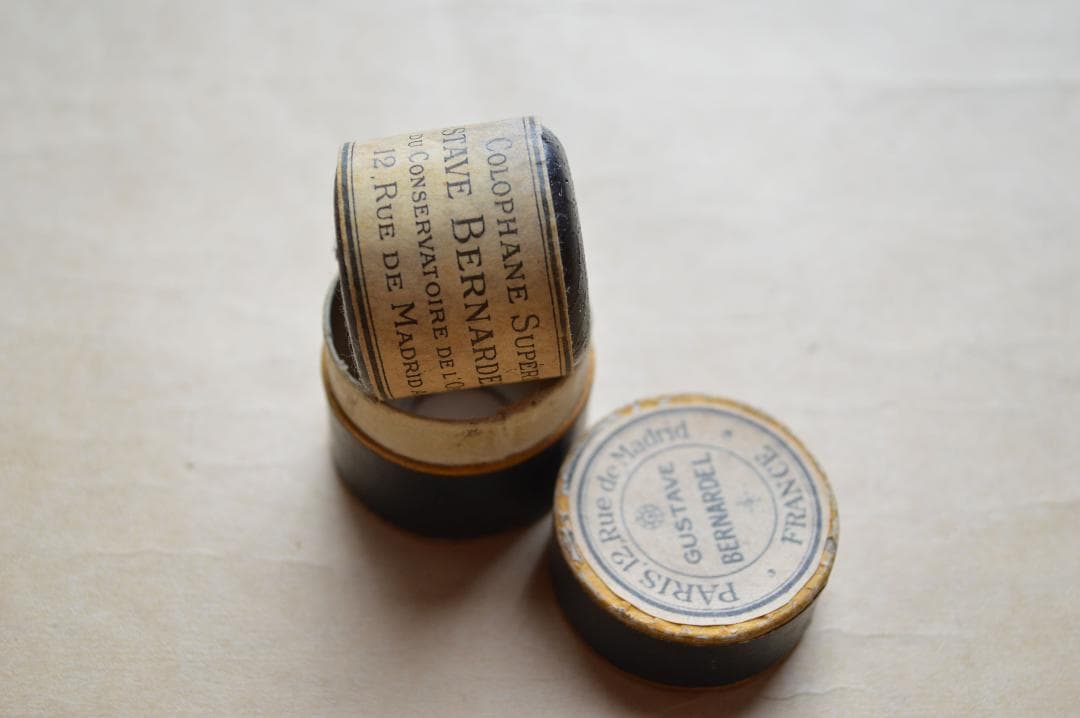 COLOPHANE SUPÉR
STAVE BERNARDE
DU CONSERVATOIRE DE L'O
12, RUE DE MADRID
PARIS, 12, Rue de Madrid
FRANCE
GUSTAVE
BERNARDEL